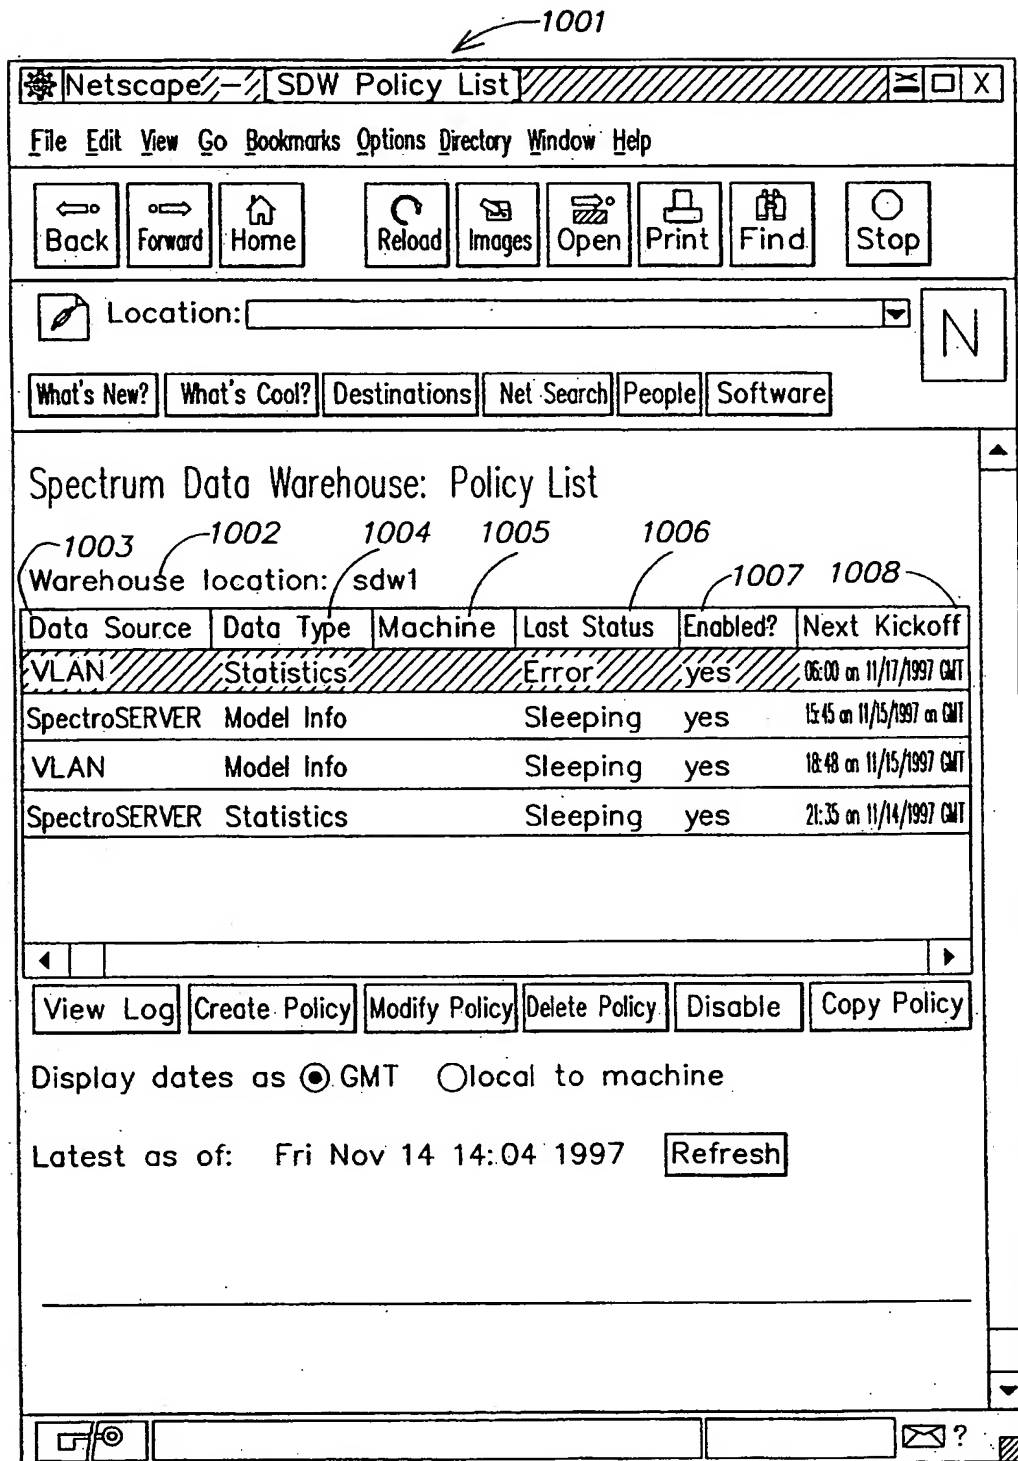 1001
Netscape - SDW Policy List X
File Edit View Go Bookmarks Options Directory Window Help
Back Forward Home Reload Images Open Print Find Stop
Location: N
What's New? What's Cool? Destinations Net Search People Software
Spectrum Data Warehouse: Policy List
1003 1002 1004 1005 1006
Warehouse location: sdw1 1007 1008
Data Source Data Type Machine Last Status Enabled? Next Kickoff
VLAN Statistics Error yes 06:00 on 11/17/1997 GMT
SpectroSERVER Model Info Sleeping yes 15:45 on 11/15/1997 on GMT
VLAN Model Info Sleeping yes 18:48 on 11/15/1997 GMT
SpectroSERVER Statistics Sleeping yes 21:35 on 11/14/1997 GMT
View Log Create Policy Modify Policy Delete Policy Disable Copy Policy
Display dates as GMT local to machine
Latest as of: Fri Nov 14 14:04 1997 Refresh
?